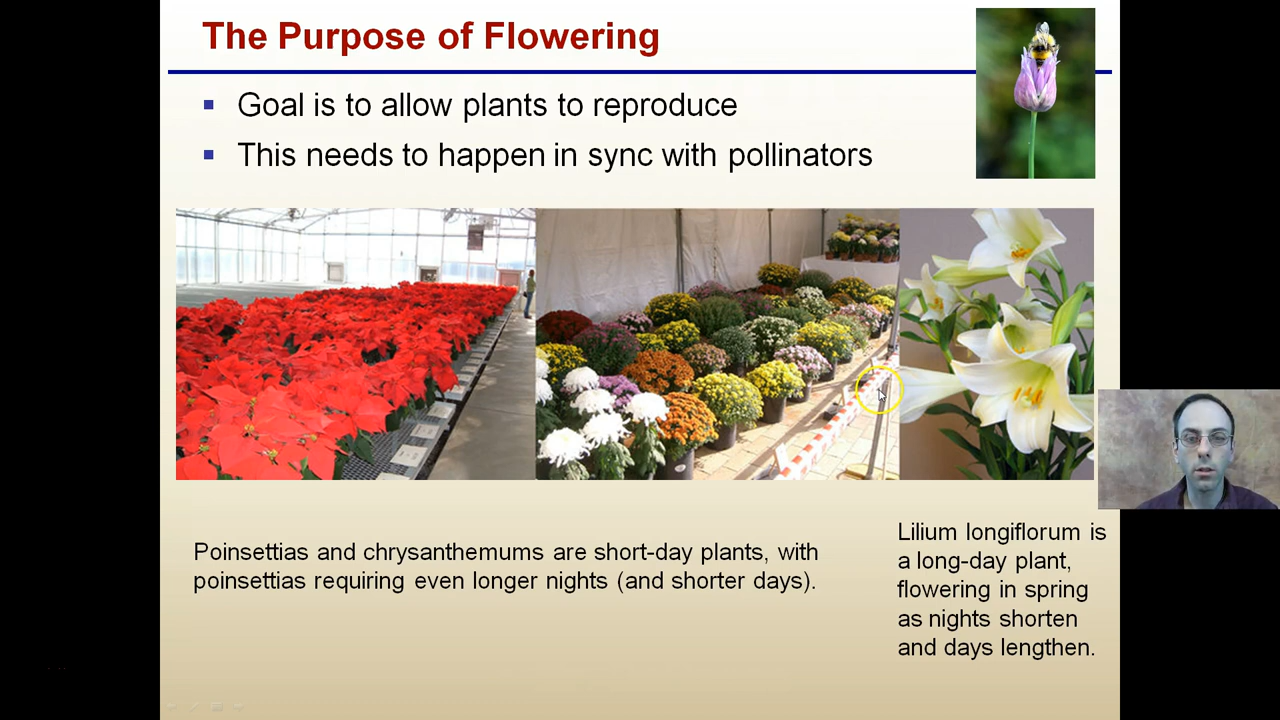 The Purpose of Flowering
Goal is to allow plants to reproduce
This needs to happen in sync with pollinators
Poinsettias and chrysanthemums are short-day plants, with
poinsettias requiring even longer nights (and shorter days).
Lilium longiflorum is
a long-day plant,
flowering in spring
as nights shorten
and days lengthen.